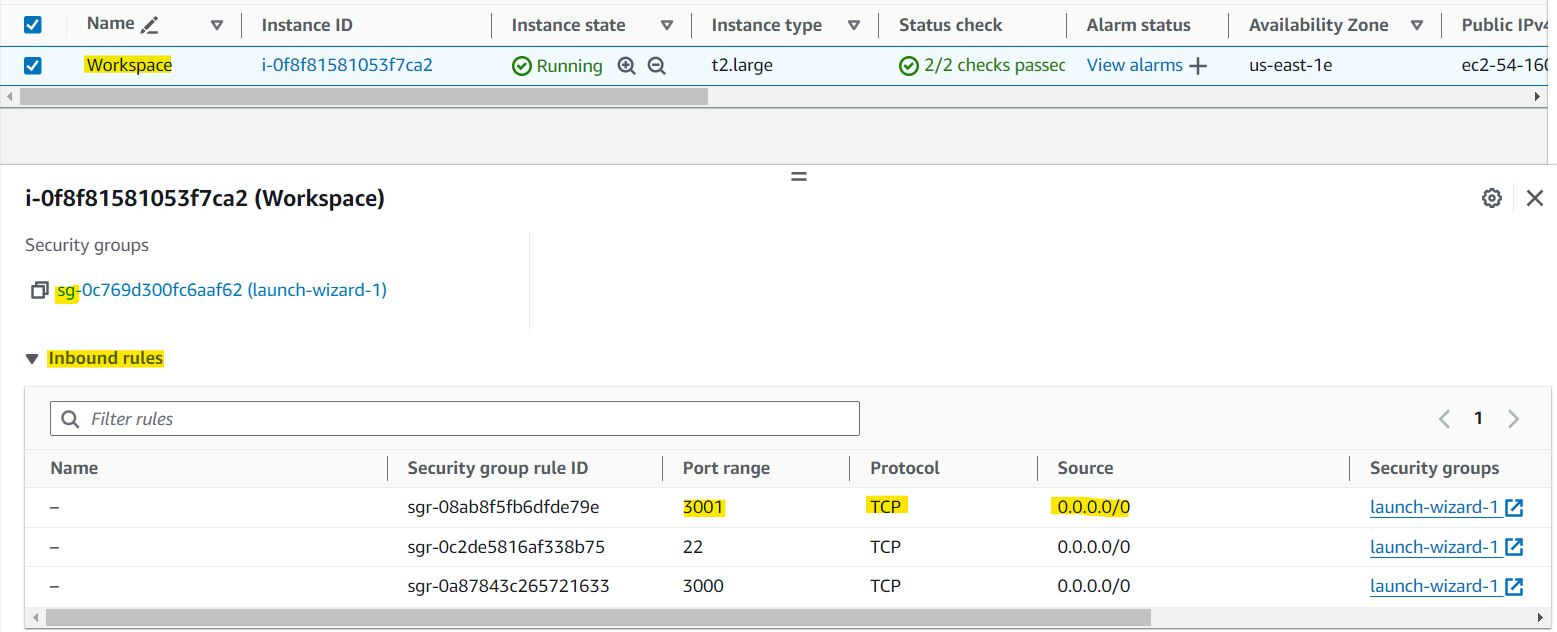 Name Instance ID Instance state Instance type Status check Alarm status Availability Zone Public IPv4
Workspace i-0f8f81581053f7ca2 Running t2.large 2/2 checks passec View alarms us-east-1e ec2-54-160
i-0f8f81581053f7ca2 (Workspace)
Security groups
sg-0c769d300fc6aaf62 (launch-wizard-1)
Inbound rules
Filter rules
1
Name Security group rule ID Port range Protocol Source Security groups
– sgr-08ab8f5fb6dfde79e 3001 TCP 0.0.0.0/0 launch-wizard-1
– sgr-0c2de5816af338b75 22 TCP 0.0.0.0/0 launch-wizard-1
– sgr-0a87843c265721633 3000 TCP 0.0.0.0/0 launch-wizard-1